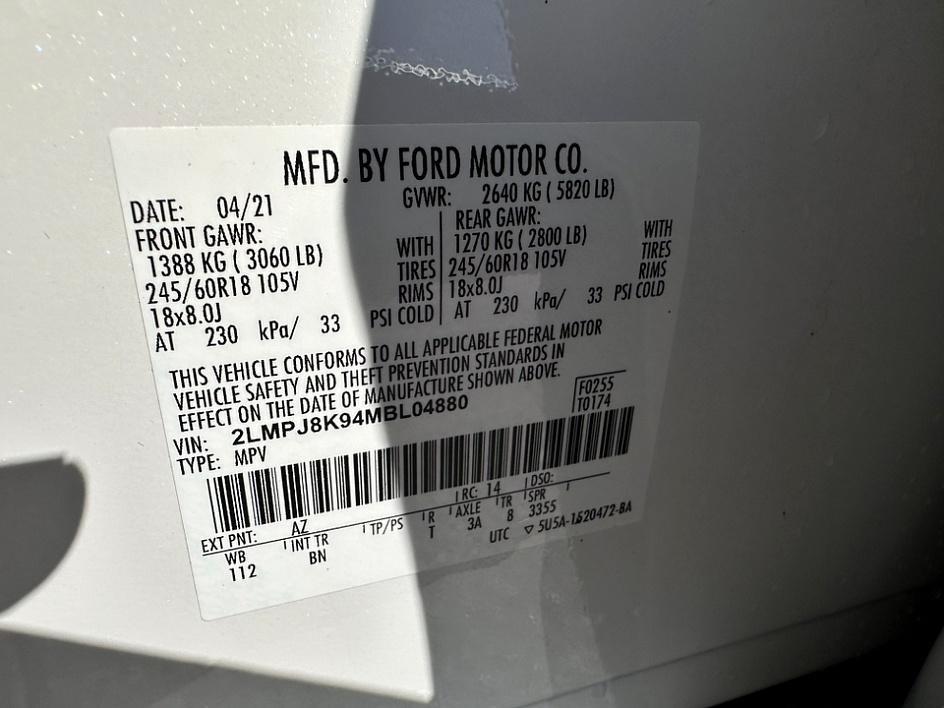 MFD. BY FORD MOTOR CO.
DATE: 04/21 GVWR: 2640 KG ( 5820 LB)
FRONT GAWR: REAR GAWR:
1388 KG ( 3060 LB) WITH 1270 KG ( 2800 LB) WITH
245/60R18 105V TIRES 245/60R18 105V TIRES
18x8.0J RIMS 18x8.0J RIMS
AT 230 kPa/ 33 PSI COLD AT 230 kPa/ 33 PSI COLD
THIS VEHICLE CONFORMS TO ALL APPLICABLE FEDERAL MOTOR
VEHICLE SAFETY AND THEFT PREVENTION STANDARDS IN
EFFECT ON THE DATE OF MANUFACTURE SHOWN ABOVE.
VIN: 2LMPJ8K94MBL04880 F0255
TYPE: MPV T0174
EXT PNT: AZ RC: 14 DSO:
WB INT TR TP/PS R AXLE TR SPR
112 BN T 3A 8 3355
UTC ▽ 5U5A-1520472-BA